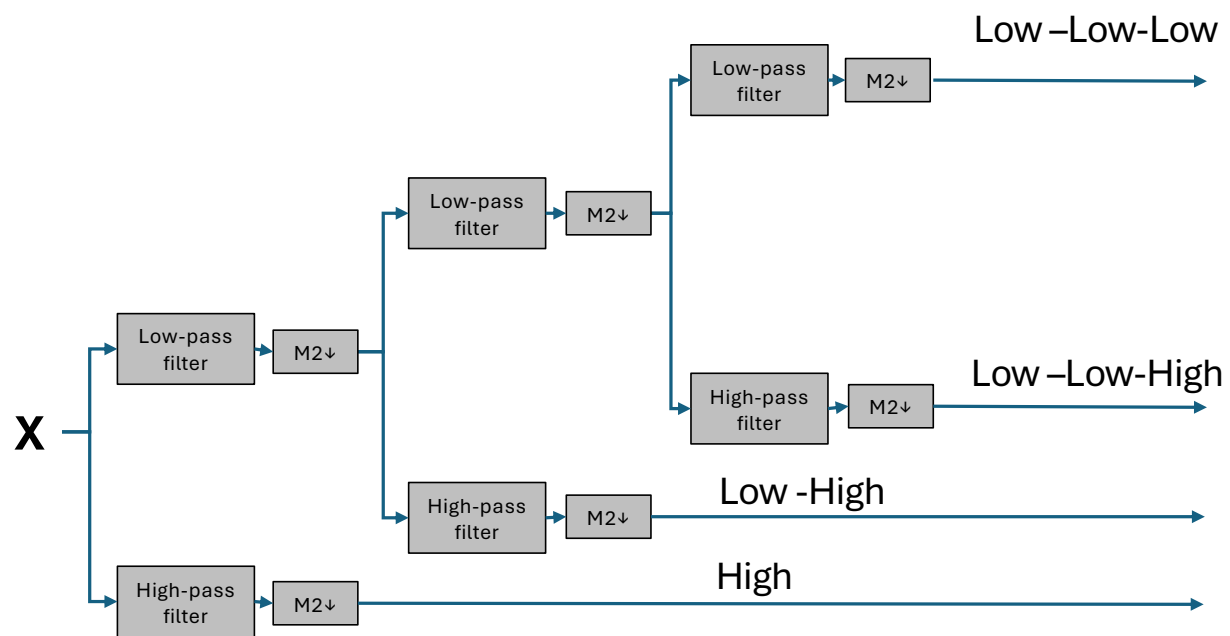 Low –Low-Low
Low-pass
filter
M2↓
Low-pass
filter
M2↓
Low-pass
filter
M2↓
Low –Low-High
High-pass
filter
M2↓
X
Low -High
High-pass
filter
M2↓
High
High-pass
filter
M2↓